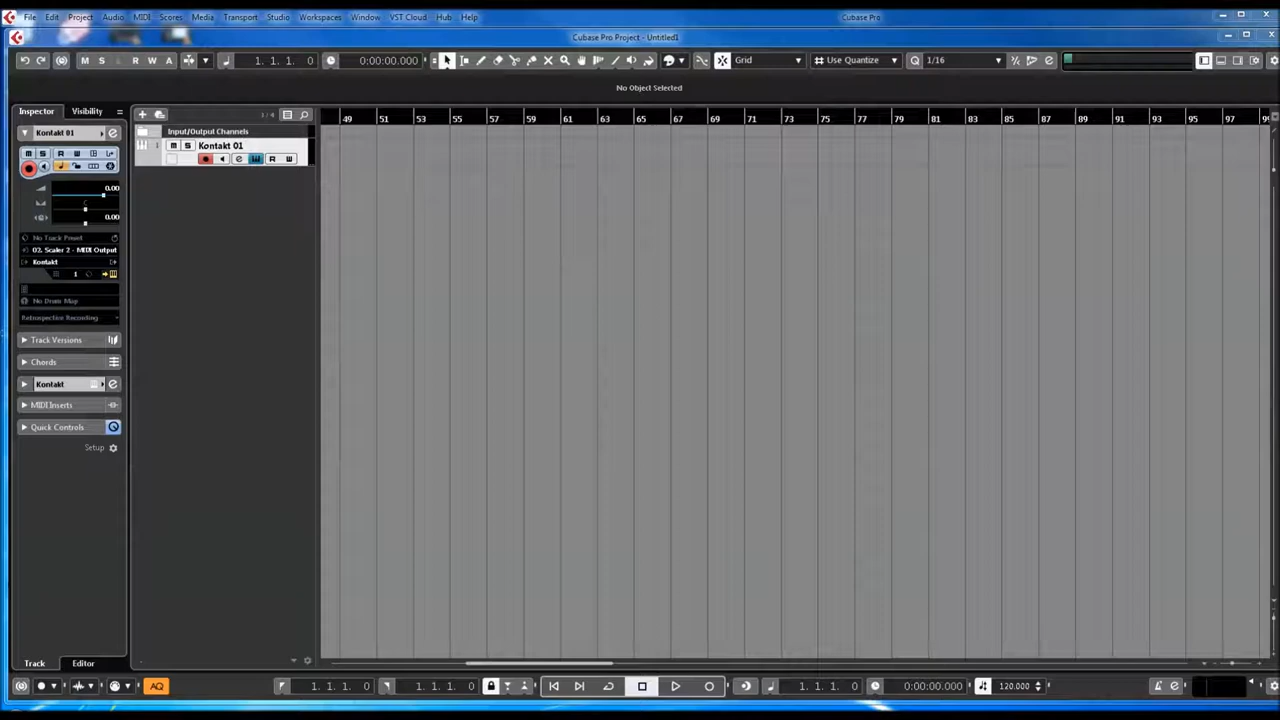 File Edit Project Audio MIDI Scores Media Transport Studio Workspaces Window VST Cloud Hub Help Cubase Pro
Cubase Pro Project - Untitled1
M S L R W A 1. 1. 1. 0 0:00:00.000 Grid Use Quantize Q 1/16
No Object Selected
Inspector Visibility
49 51 53 55 57 59 61 63 65 67 69 71 73 75 77 79 81 83 85 87 89 91 93 95 97 99
Kontakt 01
Input/Output Channels
1 M S Kontakt 01
e R W
M S R W
0.00
C
0.00
No Track Preset
02. Scaler 2 - MIDI Output
Kontakt
1
No Drum Map
Retrospective Recording
Track Versions
Chords
Kontakt
MIDI Inserts
Quick Controls
Setup
Track Editor
AQ 1. 1. 1. 0 1. 1. 1. 0 1. 1. 1. 0 0:00:00.000 120.000